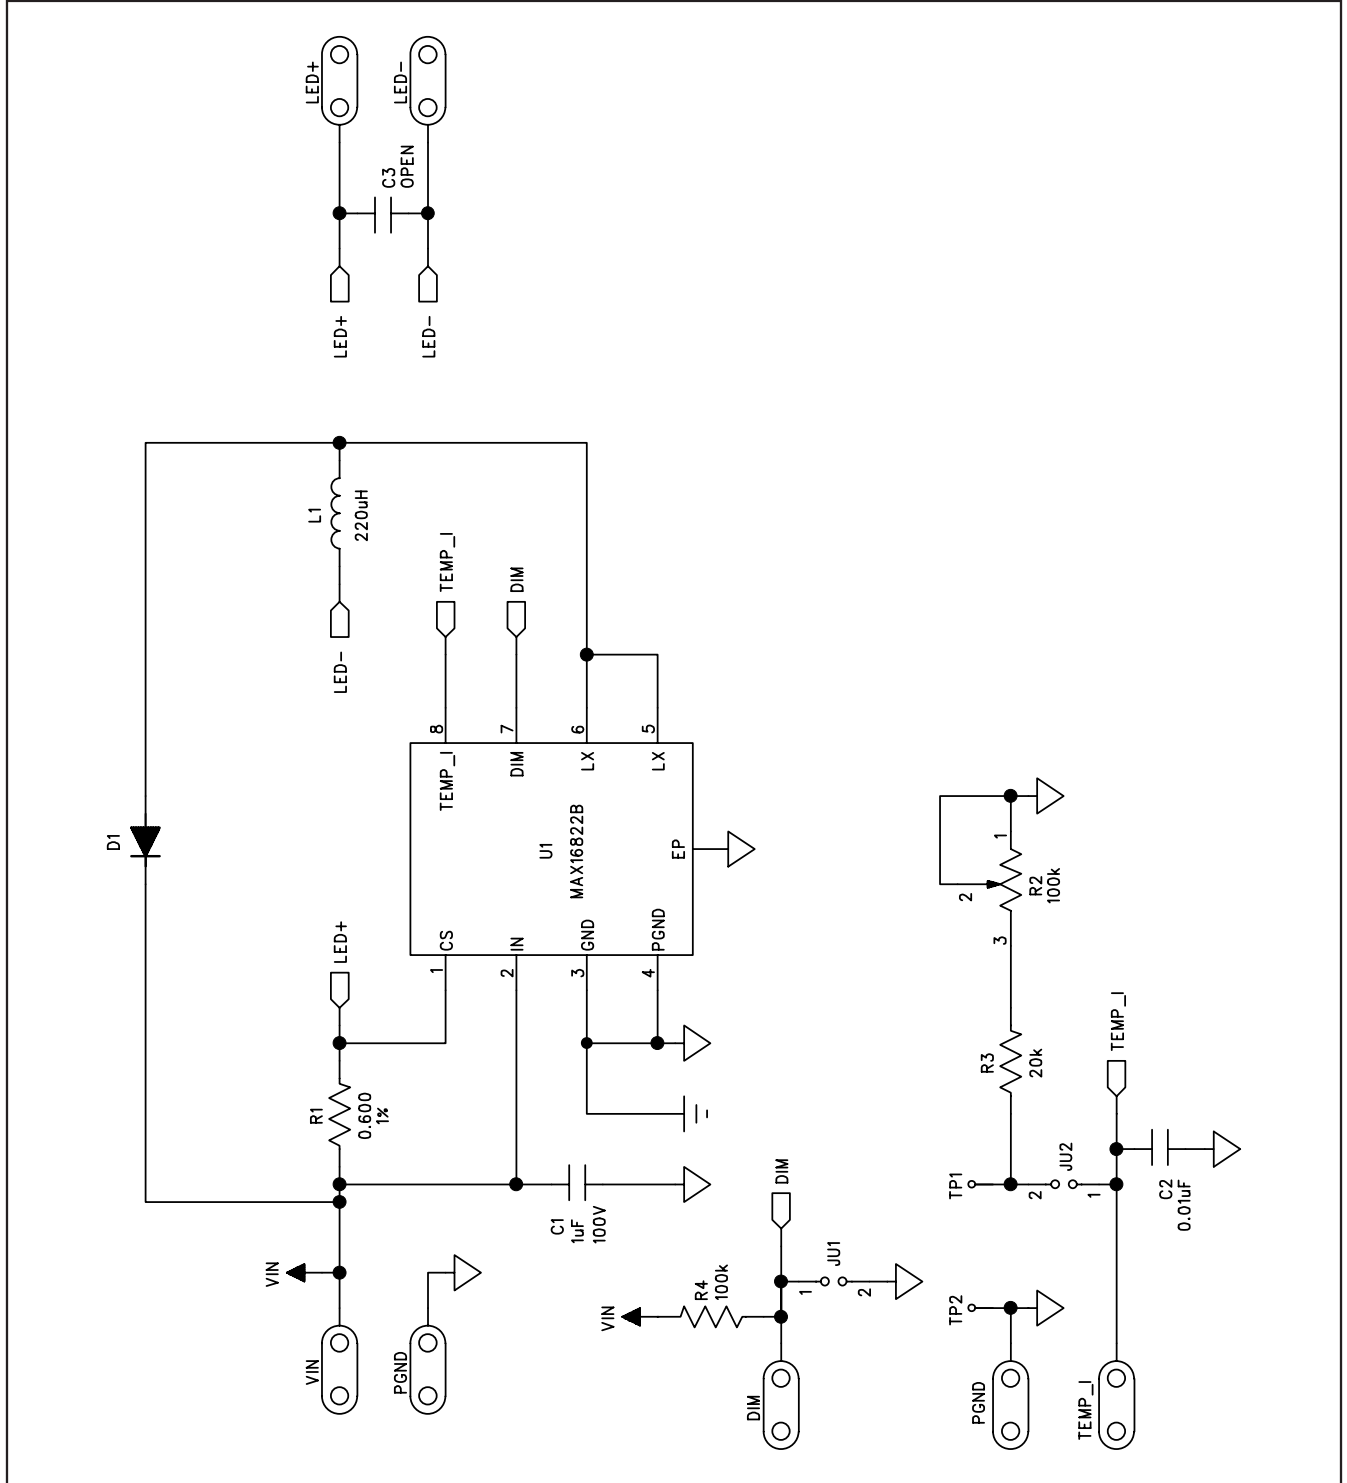 LED+
LED-
C3
OPEN
LED+
LED-
L1
220uH
LED-
TEMP_I
DIM
D1
8
7
6
5
TEMP_I
DIM
LX
LX
U1
MAX16822B
EP
CS
IN
GND
PGND
1
2
3
4
LED+
R1
0.600
1%
C1
1uF
100V
VIN
VIN
PGND
1
2
R2
100k
3
R3
20k
TEMP_I
TP1
2
JU2
1
C2
0.01uF
DIM
VIN
R4
100k
1
JU1
2
DIM
TP2
PGND
TEMP_I